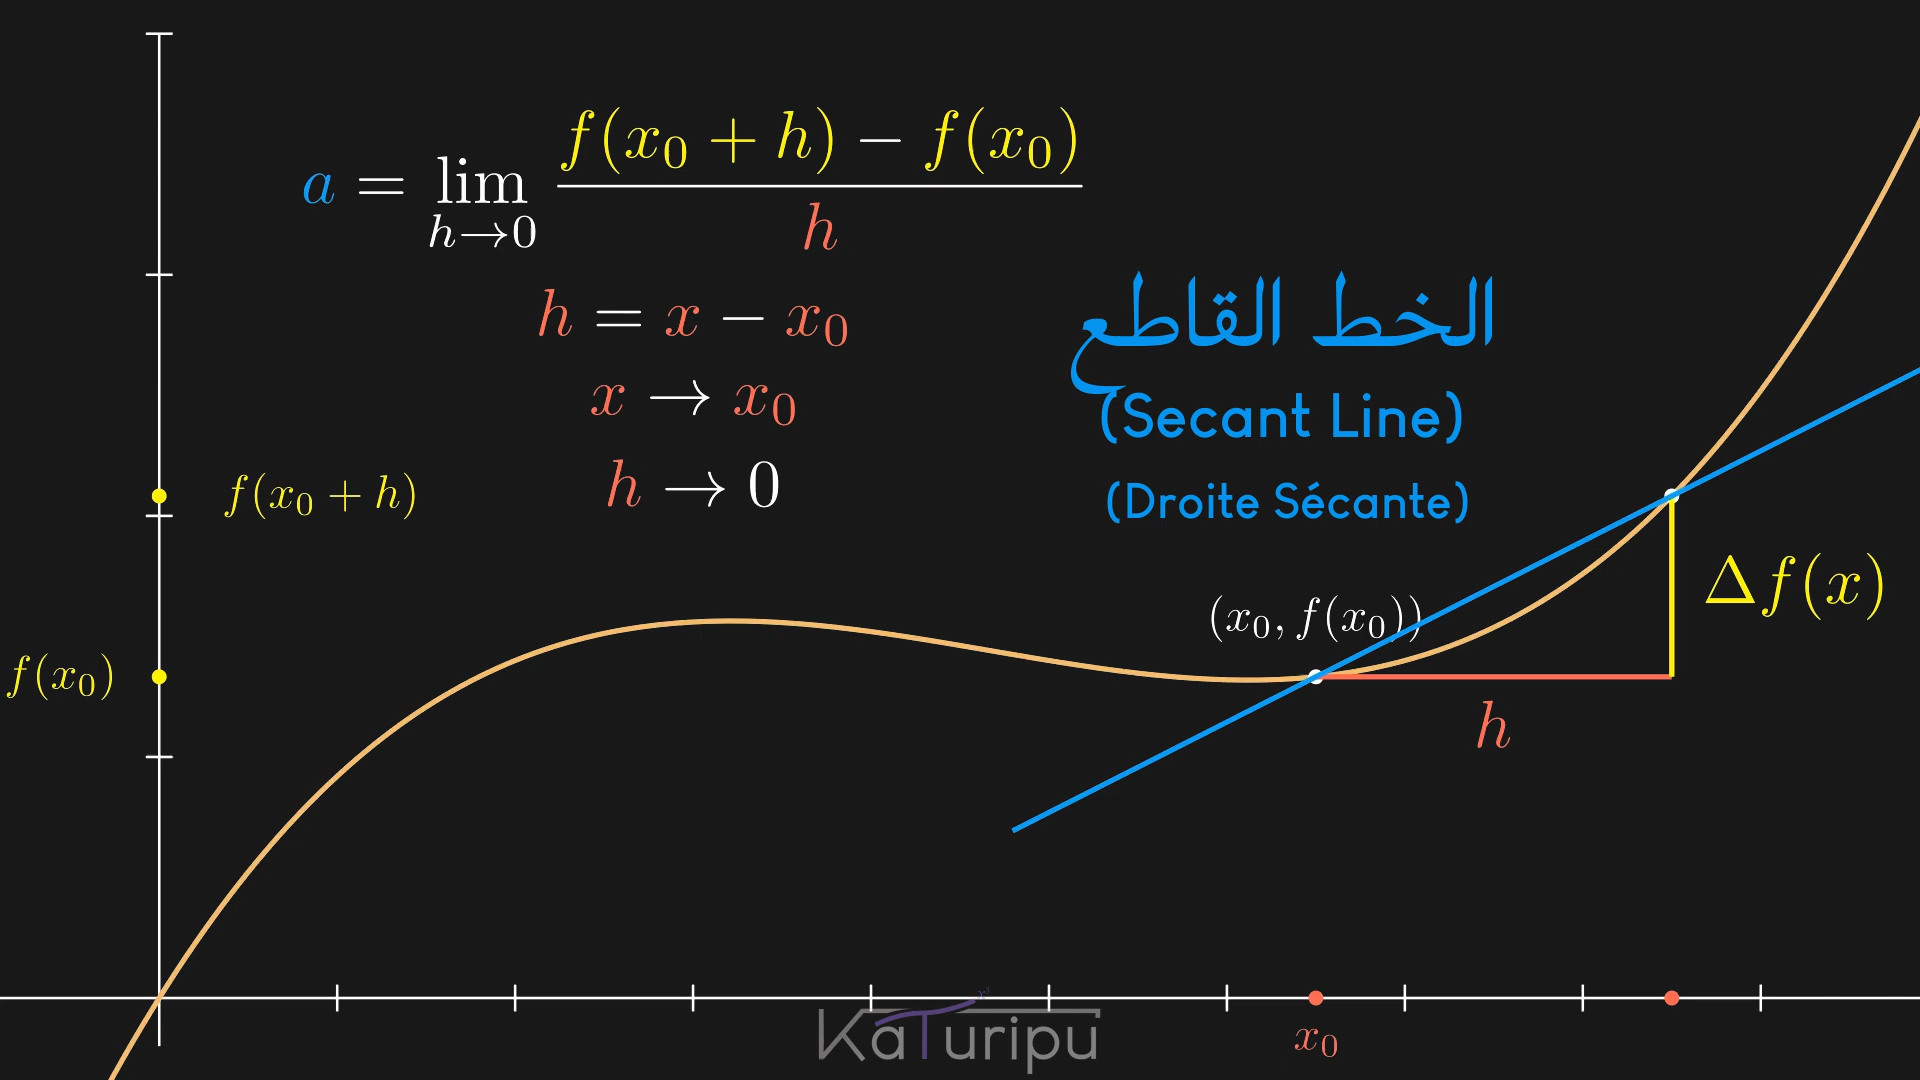 a = lim h→0 f(x₀ + h) − f(x₀) / h
h = x − x₀
x → x₀
h → 0
الخط القاطع
(Secant Line)
(Droite Sécante)
f(x₀ + h)
Δf(x)
(x₀, f(x₀))
f(x₀)
h
x₀
KaTuripu